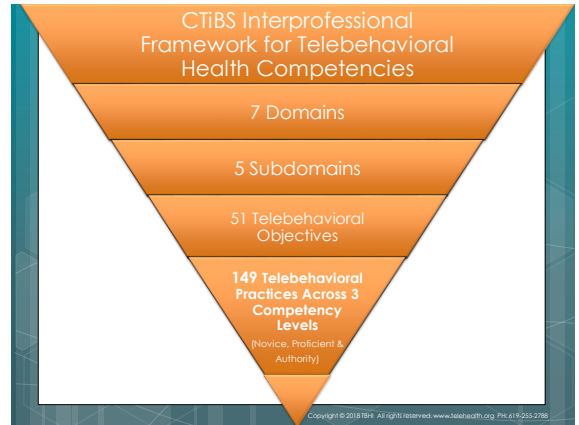 CTiBS Interprofessional
Framework for Telebehavioral
Health Competencies
7 Domains
5 Subdomains
51 Telebehavioral
Objectives
149 Telebehavioral
Practices Across 3
Competency
Levels
(Novice, Proficient &
Authority)
Copyright © 2018 TBHI All rights reserved. www.telehealth.org PH: 619-255-2788